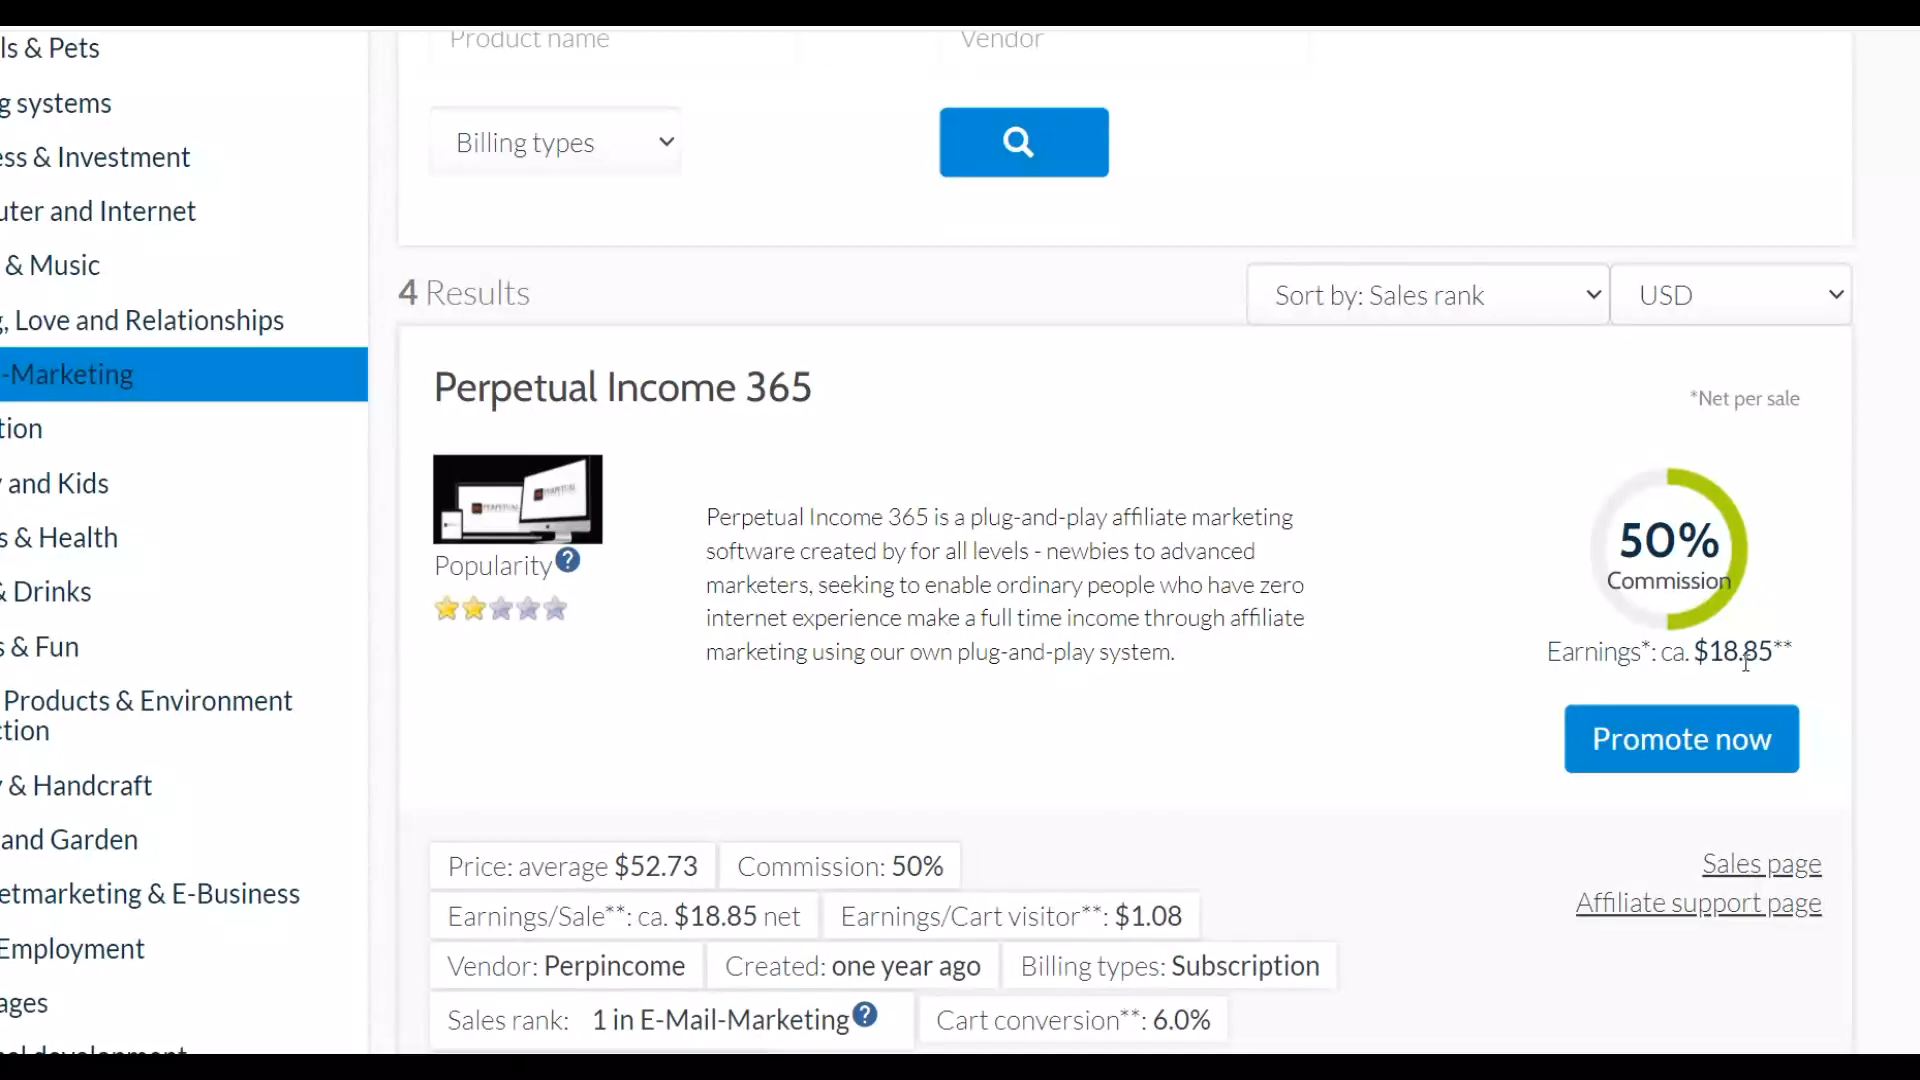 Product name
Vendor
Billing types
4 Results
Sort by: Sales rank
USD
ls & Pets
g systems
ess & Investment
uter and Internet
& Music
, Love and Relationships
-Marketing
tion
y and Kids
s & Health
& Drinks
s & Fun
Products & Environment
ction
y & Handcraft
and Garden
etmarketing & E-Business
Employment
ages
Perpetual Income 365
*Net per sale
Popularity ?
Perpetual Income 365 is a plug-and-play affiliate marketing
software created by for all levels - newbies to advanced
marketers, seeking to enable ordinary people who have zero
internet experience make a full time income through affiliate
marketing using our own plug-and-play system.
50%
Commission
Earnings*: ca. $18.85**
Promote now
Price: average $52.73
Commission: 50%
Earnings/Sale**: ca. $18.85 net
Earnings/Cart visitor**: $1.08
Vendor: Perpincome
Created: one year ago
Billing types: Subscription
Sales rank: 1 in E-Mail-Marketing ?
Cart conversion**: 6.0%
Sales page
Affiliate support page